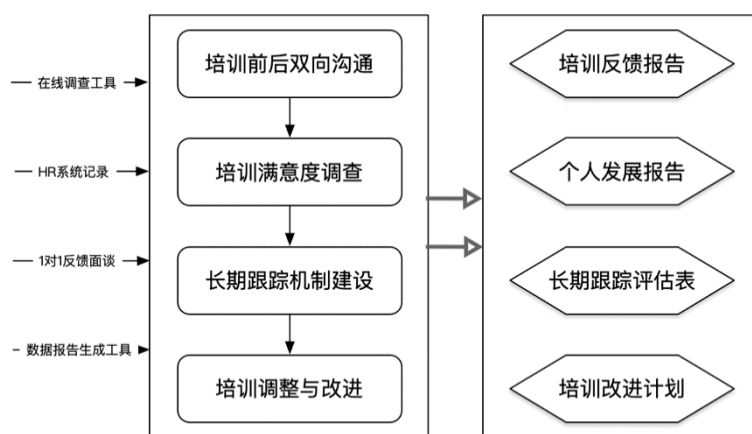 在线调查工具
HR系统记录
1对1反馈面谈
数据报告生成工具
培训前后双向沟通
培训满意度调查
长期跟踪机制建设
培训调整与改进
培训反馈报告
个人发展报告
长期跟踪评估表
培训改进计划